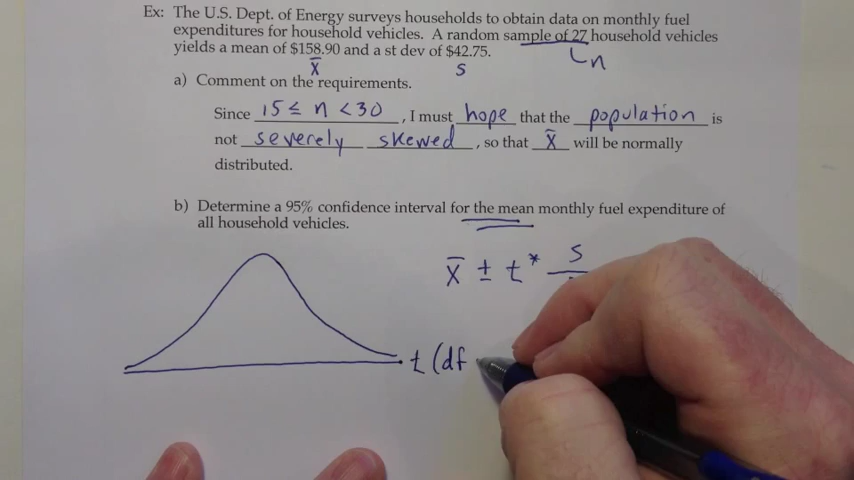 Ex: The U.S. Dept. of Energy surveys households to obtain data on monthly fuel
expenditures for household vehicles. A random sample of 27 household vehicles
yields a mean of $158.90 and a st dev of $42.75.
n
x̄ s
a) Comment on the requirements.
Since 15 ≤ n < 30, I must hope that the population is
not severely skewed, so that x̄ will be normally
distributed.
b) Determine a 95% confidence interval for the mean monthly fuel expenditure of
all household vehicles.
x̄ ± t* s
t (df